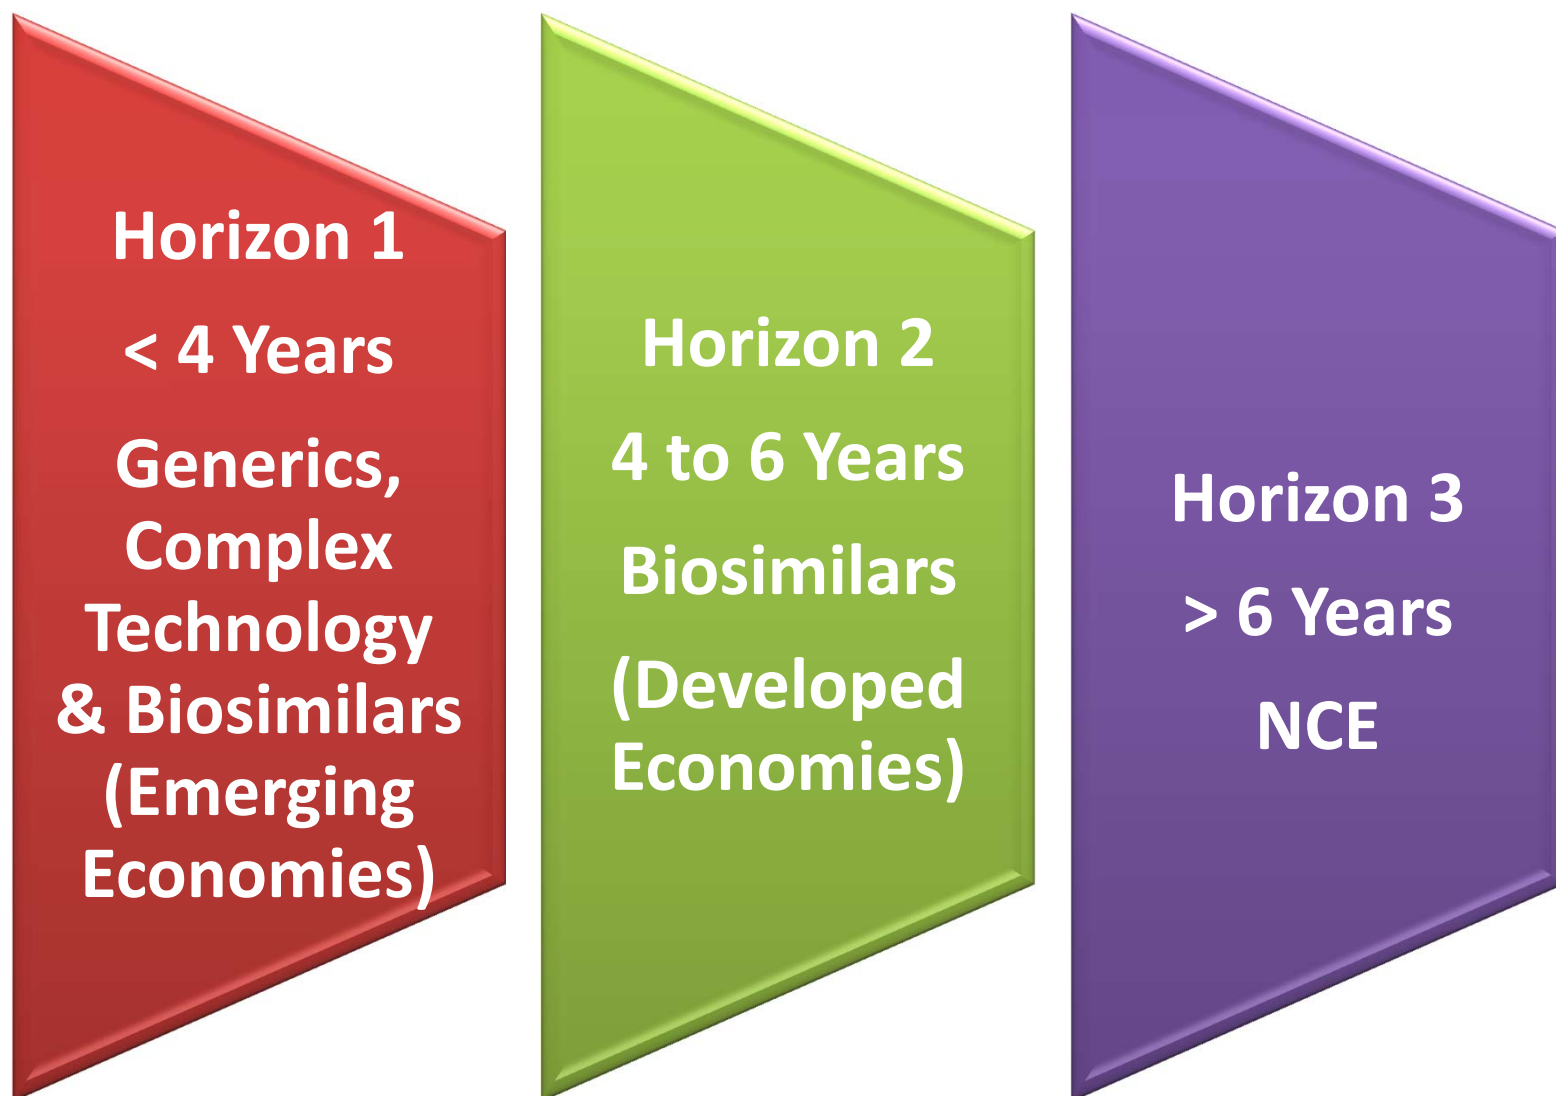 Horizon 1
< 4 Years
Generics,
Complex
Technology
& Biosimilars
(Emerging
Economies)
Horizon 2
4 to 6 Years
Biosimilars
(Developed
Economies)
Horizon 3
> 6 Years
NCE